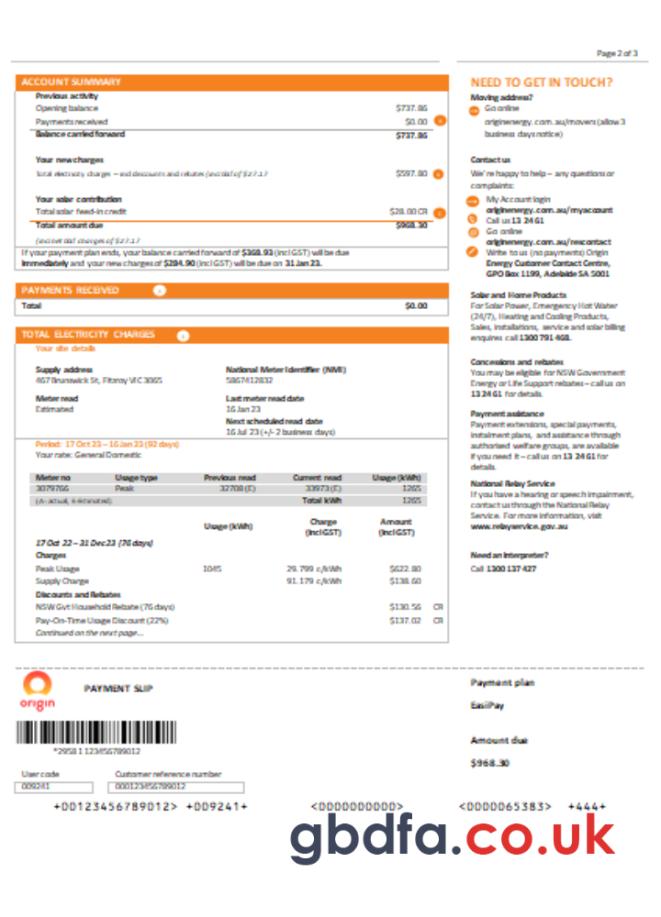 Page 2 of 3
ACCOUNT SUMMARY
Previous activity
Opening balance $737.86
Payments received $0.00
Balance carried forward $737.86
Your new charges
Total electricity charges – incl discounts and rebates (incl GST of $27.17 $597.80
Your solar contribution
Total solar feed-in credit $28.00 CR
Total amount due $968.30
charges of $27.17
If your payment plan ends, your balance carried forward of $368.93 (incl GST) will be due
immediately and your new charges of $284.90 (incl GST) will be due on 31 Jan 23.
PAYMENTS RECEIVED
Total $0.00
TOTAL ELECTRICITY CHARGES
Your site details
Supply address National Meter Identifier (NMI)
467 Brunswick St, Fitzroy VIC 3065 5867412832
Meter read Last meter read date
Estimated 16 Jan 23
Next scheduled read date
16 Jul 23 (+/- 2 business days)
Period: 17 Oct 23 – 16 Jan 23 (92 days)
Your rate: General Domestic
Meter no Usage type Previous read Current read Usage (kWh)
3079766 Peak 32708 (E) 33973 (E) 1265
(A- actual, E-Estimated) Total kWh 1265
Usage (kWh) Charge Amount
(incl GST) (incl GST)
17 Oct 22 – 31 Dec 23 (76 days)
Charges
Peak Usage 1045 29.799 c/kWh $622.80
Supply Charge 91.179 c/kWh $138.60
Discounts and Rebates
NSW Gvt Household Rebate (76 days) $130.56 CR
Pay-On-Time Usage Discount (22%) $137.02 CR
Continued on the next page...
NEED TO GET IN TOUCH?
Moving address?
Go online
originenergy.com.au/movers (allow 3
business days notice)
Contact us
We're happy to help – any questions or
complaints:
My Account login
originenergy.com.au/myaccount
Call us 13 24 61
Go online
originenergy.com.au/rescontact
Write to us (no payments) Origin
Energy Customer Contact Centre,
GPO Box 1199, Adelaide SA 5001
Solar and Home Products
For Solar Power, Emergency Hot Water
(24/7), Heating and Cooling Products,
Sales, installations, service and solar billing
enquires call 1300 791 468.
Concessions and rebates
You may be eligible for NSW Government
Energy or Life Support rebates – call us on
13 24 61 for details.
Payment assistance
Payment extensions, special payments,
instalment plans, and assistance through
authorised welfare groups, are available
if you need it – call us on 13 24 61 for
details.
National Relay Service
If you have a hearing or speech impairment,
contact us through the National Relay
Service. For more information, visit
www.relayservice.gov.au
Need an Interpreter?
Call 1300 137 427
origin
PAYMENT SLIP
Payment plan
EasiPay
*2958 1 123456789012
Amount due
$968.30
User code Customer reference number
009241 000123456789012
+00123456789012> +009241+ <0000000000> <0000065383> +444+
gbdfa.co.uk